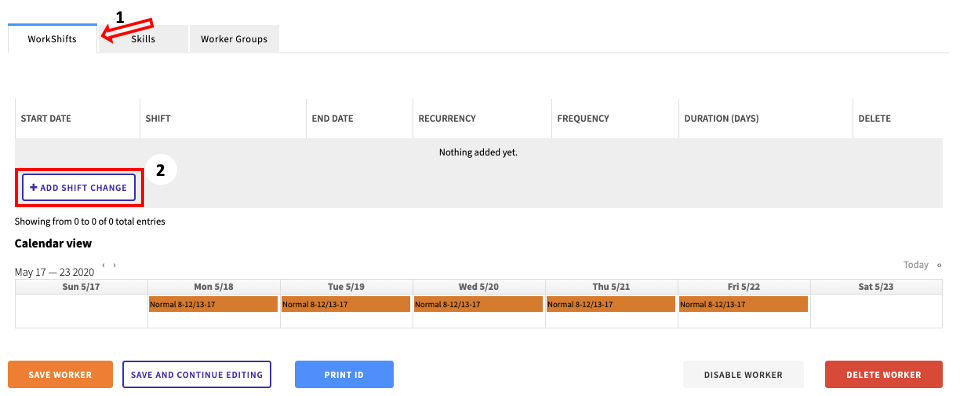 1
WorkShifts Skills Worker Groups
START DATE SHIFT END DATE RECURRENCY FREQUENCY DURATION (DAYS) DELETE
Nothing added yet.
2
+ ADD SHIFT CHANGE
Showing from 0 to 0 of 0 total entries
Calendar view
May 17 — 23 2020 ‹ › Today «»
Sun 5/17 Mon 5/18 Tue 5/19 Wed 5/20 Thu 5/21 Fri 5/22 Sat 5/23
Normal 8-12/13-17 Normal 8-12/13-17 Normal 8-12/13-17 Normal 8-12/13-17 Normal 8-12/13-17
SAVE WORKER SAVE AND CONTINUE EDITING PRINT ID DISABLE WORKER DELETE WORKER